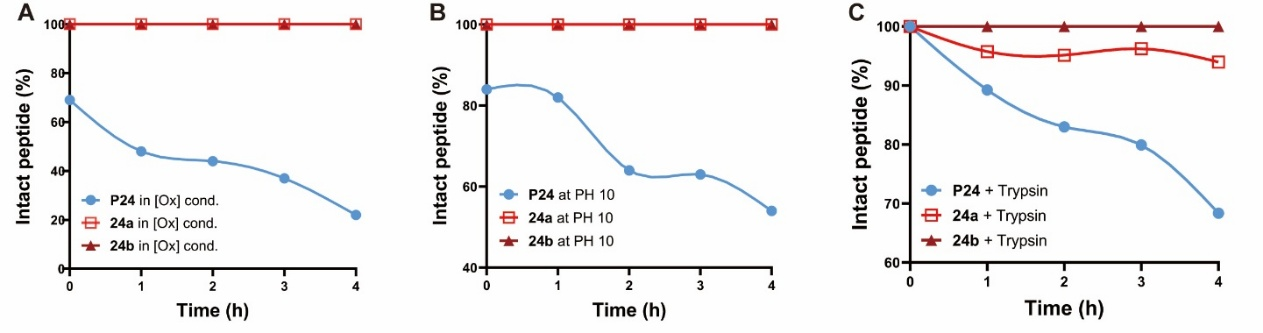 A
Intact peptide (%)
100
80
60
40
20
0
P24 in [Ox] cond.
24a in [Ox] cond.
24b in [Ox] cond.
0 1 2 3 4
Time (h)
B
Intact peptide (%)
100
80
60
40
P24 at PH 10
24a at PH 10
24b at PH 10
0 1 2 3 4
Time (h)
C
Intact peptide (%)
100
90
80
70
60
P24 + Trypsin
24a + Trypsin
24b + Trypsin
0 1 2 3 4
Time (h)